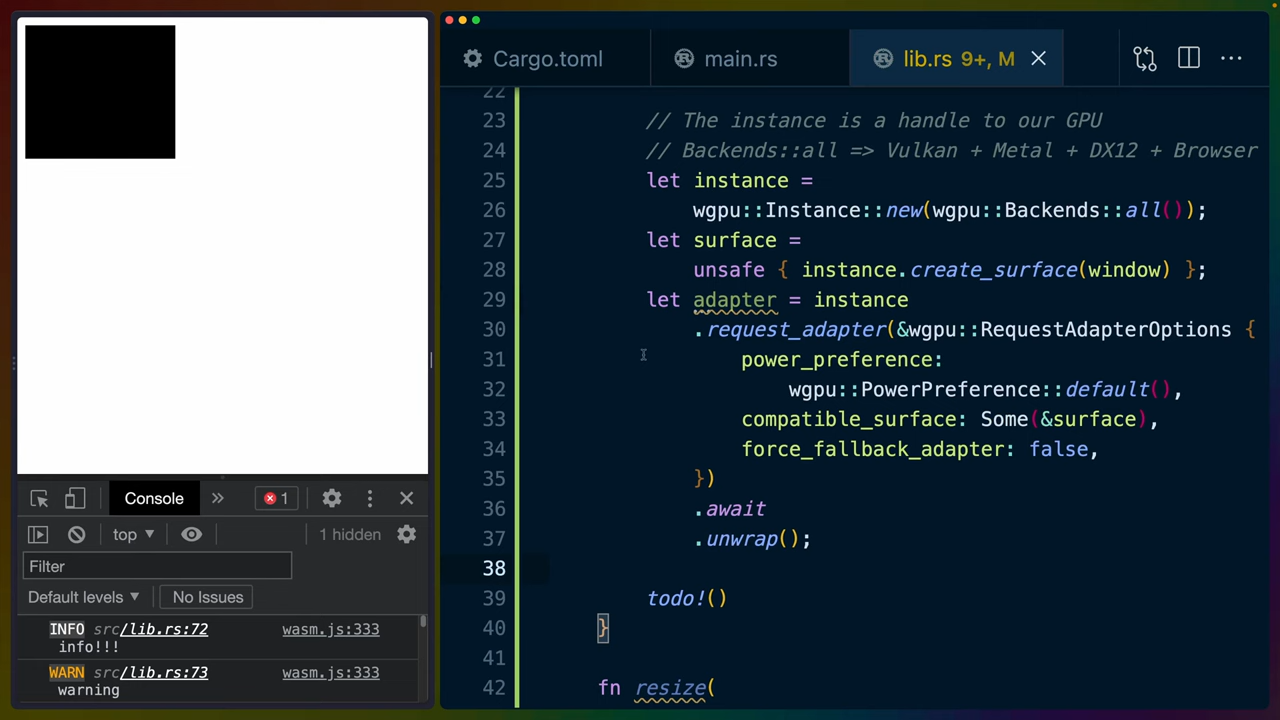 Console
1
top
1 hidden
Filter
Default levels
No Issues
INFO src/lib.rs:72 wasm.js:333
info!!!
WARN src/lib.rs:73 wasm.js:333
warning
Cargo.toml
main.rs
lib.rs 9+, M
22
23 // The instance is a handle to our GPU
24 // Backends::all => Vulkan + Metal + DX12 + Browser
25 let instance =
26 wgpu::Instance::new(wgpu::Backends::all());
27 let surface =
28 unsafe { instance.create_surface(window) };
29 let adapter = instance
30 .request_adapter(&wgpu::RequestAdapterOptions {
31 power_preference:
32 wgpu::PowerPreference::default(),
33 compatible_surface: Some(&surface),
34 force_fallback_adapter: false,
35 })
36 .await
37 .unwrap();
38
39 todo!()
40 }
41
42 fn resize(